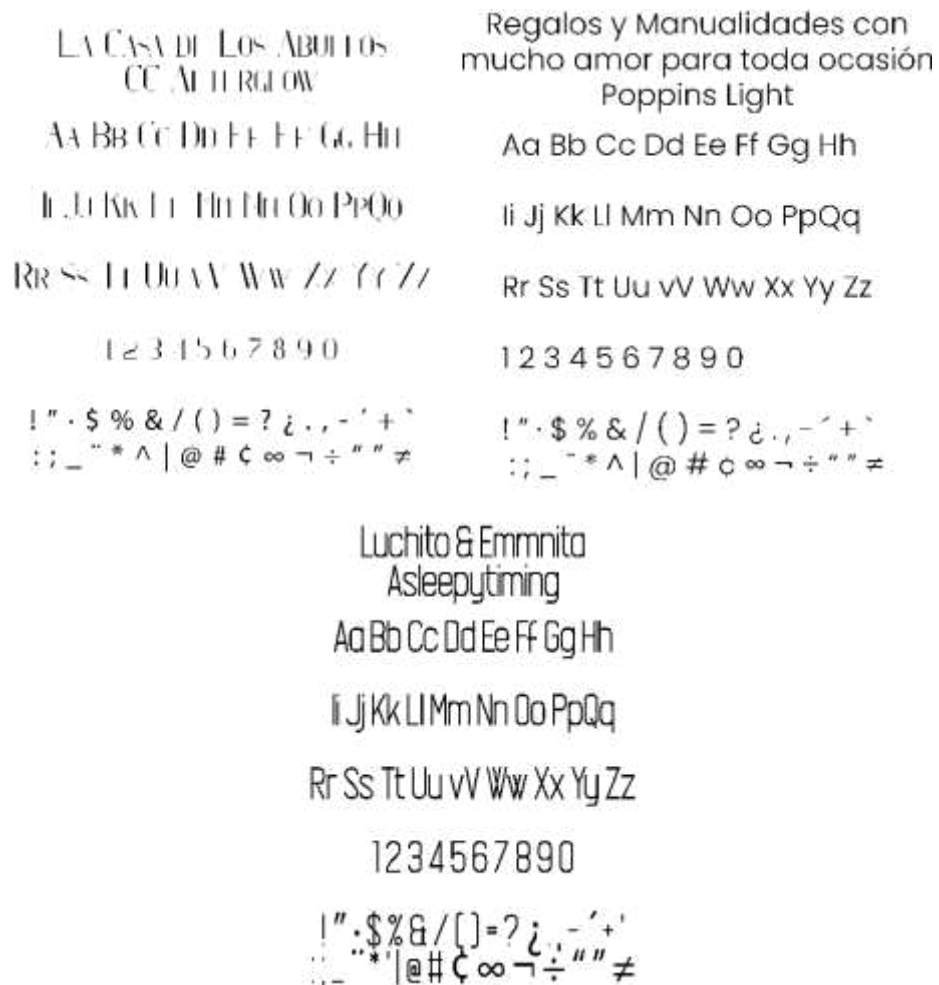 La Casa de Los Abuelos
CC Afterglow
Aa Bb Cc Dd Ee Ff Gg Hh
Ii Jj Kk Ll Mm Nn Oo PpQq
Rr Ss Tt Uu vV Ww Xx Yy Zz
1 2 3 4 5 6 7 8 9 0
! " · $ % & / ( ) = ? ¿ . , - ´ + `
: ; _ ¨ * ^ | @ # ¢ ∞ ¬ ÷ “ ” ≠
Regalos y Manualidades con
mucho amor para toda ocasión
Poppins Light
Aa Bb Cc Dd Ee Ff Gg Hh
Ii Jj Kk Ll Mm Nn Oo PpQq
Rr Ss Tt Uu vV Ww Xx Yy Zz
1 2 3 4 5 6 7 8 9 0
! " · $ % & / ( ) = ? ¿ . , - ´ + `
: ; _ ¨ * ^ | @ # ¢ ∞ ¬ ÷ “ ” ≠
Luchito & Emmnita
Asleepytiming
Aa Bb Cc Dd Ee Ff Gg Hh
Ii Jj Kk Ll Mm Nn Oo PpQq
Rr Ss Tt Uu vV Ww Xx Yy Zz
1234567890
! " · $ % & / ( ) = ? ¿ . , - ´ + '
: ; _ ¨ * ' | @ # ¢ ∞ ¬ ÷ “ ” ≠